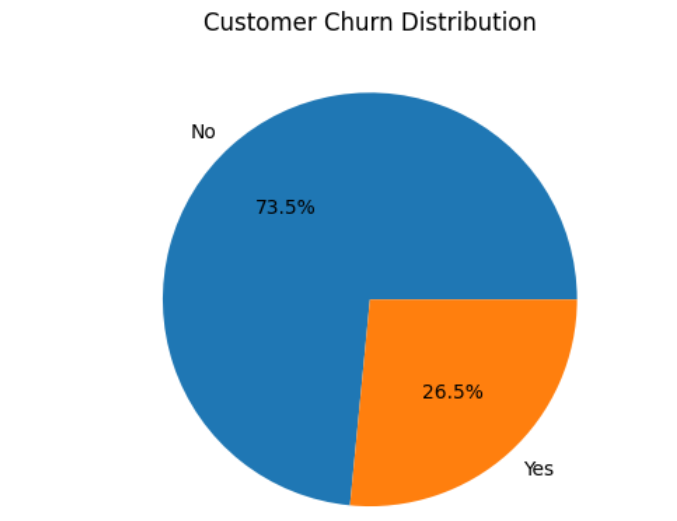 Customer Churn Distribution
No
73.5%
26.5%
Yes